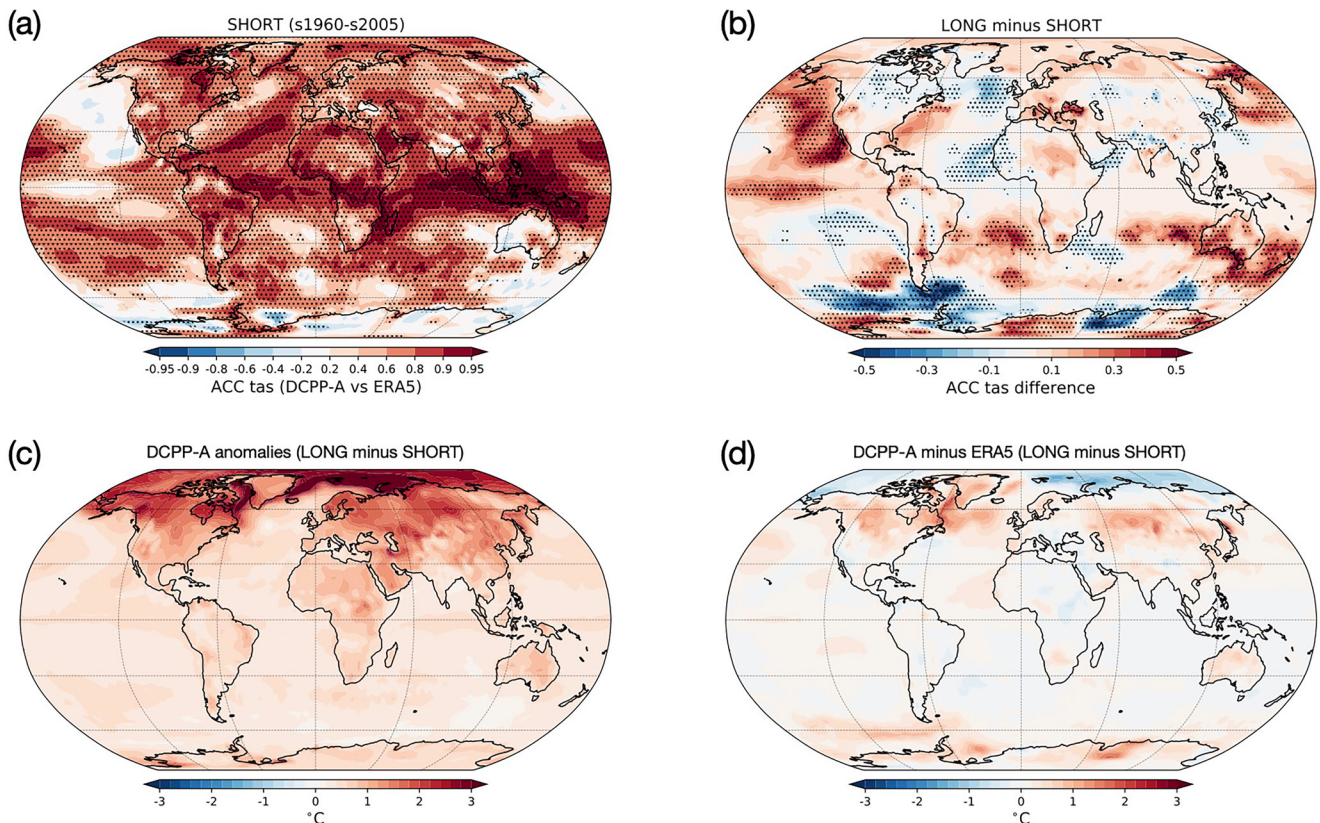 (a)
SHORT (s1960-s2005)
-0.95 -0.9 -0.8 -0.6 -0.4 -0.2 0.2 0.4 0.6 0.8 0.9 0.95
ACC tas (DCPP-A vs ERA5)
(b)
LONG minus SHORT
-0.5 -0.3 -0.1 0.1 0.3 0.5
ACC tas difference
(c)
DCPP-A anomalies (LONG minus SHORT)
-3 -2 -1 0 1 2 3
°C
(d)
DCPP-A minus ERA5 (LONG minus SHORT)
-3 -2 -1 0 1 2 3
°C